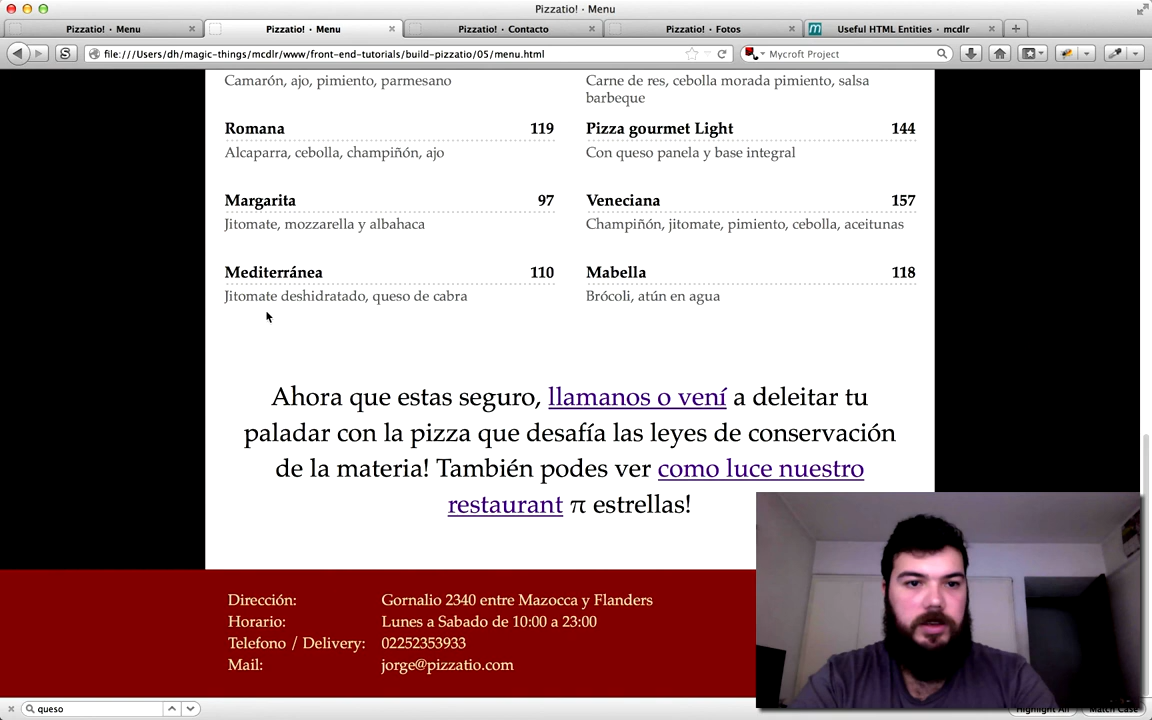 Pizzatio! · Menu
Pizzatio! · Menu
Pizzatio! · Menu
Pizzatio! · Contacto
Pizzatio! · Fotos
Useful HTML Entities · mcdlr
file:///Users/dh/magic-things/mcdlr/www/front-end-tutorials/build-pizzatio/05/menu.html
Mycroft Project
Camarón, ajo, pimiento, parmesano
Carne de res, cebolla morada pimiento, salsa
barbeque
Romana 119
Alcaparra, cebolla, champiñón, ajo
Pizza gourmet Light 144
Con queso panela y base integral
Margarita 97
Jitomate, mozzarella y albahaca
Veneciana 157
Champiñón, jitomate, pimiento, cebolla, aceitunas
Mediterránea 110
Jitomate deshidratado, queso de cabra
Mabella 118
Brócoli, atún en agua
Ahora que estas seguro, llamanos o vení a deleitar tu
paladar con la pizza que desafía las leyes de conservación
de la materia! También podes ver como luce nuestro
restaurant π estrellas!
Dirección: Gornalio 2340 entre Mazocca y Flanders
Horario: Lunes a Sabado de 10:00 a 23:00
Telefono / Delivery: 02252353933
Mail: jorge@pizzatio.com
queso
Highlight All Match Case